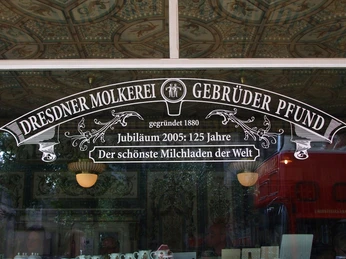 DRESDNER MOLKEREI GEBRÜDER PFUND
gegründet 1880
Jubiläum 2005: 125 Jahre
Der schönste Milchladen der Welt